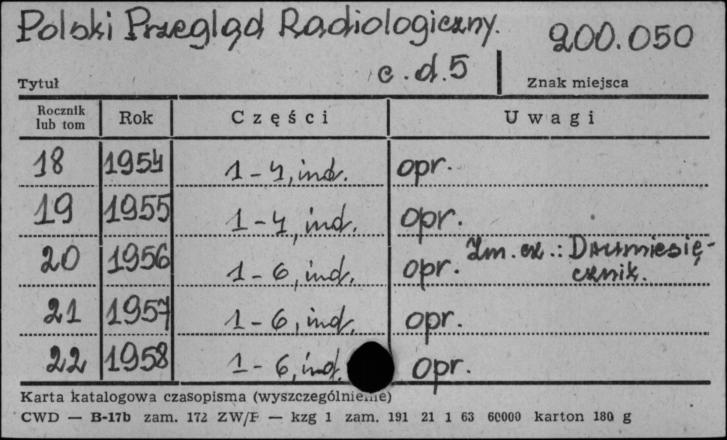 Polski Przegląd Radiologiczny. 200.050
Tytuł c.d.5 Znak miejsca
Rocznik lub tom Rok Części Uwagi
18 1954 1-4, ind. opr.
19 1955 1-4, ind. opr.
20 1956 1-6, ind. opr. Zm. cz.: Dwumiesię-
cznik.
21 1957 1-6, ind. opr.
22 1958 1-6, ind. opr.
Karta katalogowa czasopisma (wyszczególnienie)
CWD — B-17b zam. 172 ZW/F — kzg 1 zam. 191 21 1 63 60000 karton 180 g